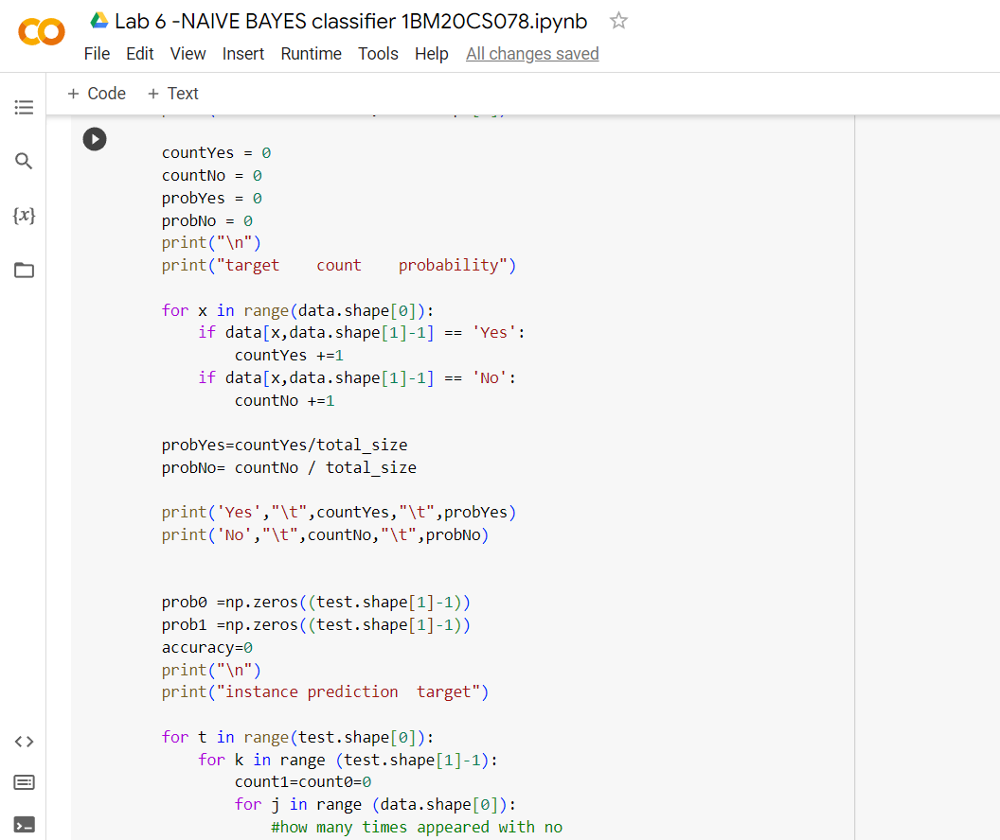 Lab 6 -NAIVE BAYES classifier 1BM20CS078.ipynb
File Edit View Insert Runtime Tools Help All changes saved
+ Code + Text
countYes = 0
countNo = 0
probYes = 0
probNo = 0
print("\n")
print("target    count    probability")
for x in range(data.shape[0]):
    if data[x,data.shape[1]-1] == 'Yes':
        countYes +=1
    if data[x,data.shape[1]-1] == 'No':
        countNo +=1
probYes=countYes/total_size
probNo= countNo / total_size
print('Yes',"\t",countYes,"\t",probYes)
print('No',"\t",countNo,"\t",probNo)
prob0 =np.zeros((test.shape[1]-1))
prob1 =np.zeros((test.shape[1]-1))
accuracy=0
print("\n")
print("instance prediction  target")
for t in range(test.shape[0]):
    for k in range (test.shape[1]-1):
        count1=count0=0
        for j in range (data.shape[0]):
            #how many times appeared with no